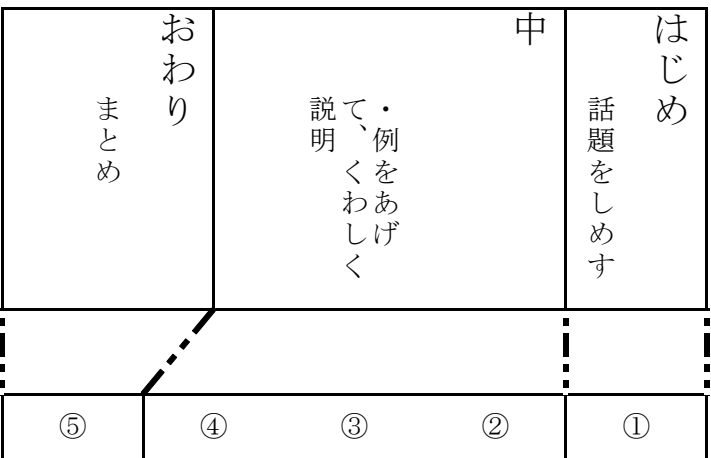 はじめ
話題をしめす
中
・例をあげ
て、くわしく
説明
おわり
まとめ
①
②
③
④
⑤